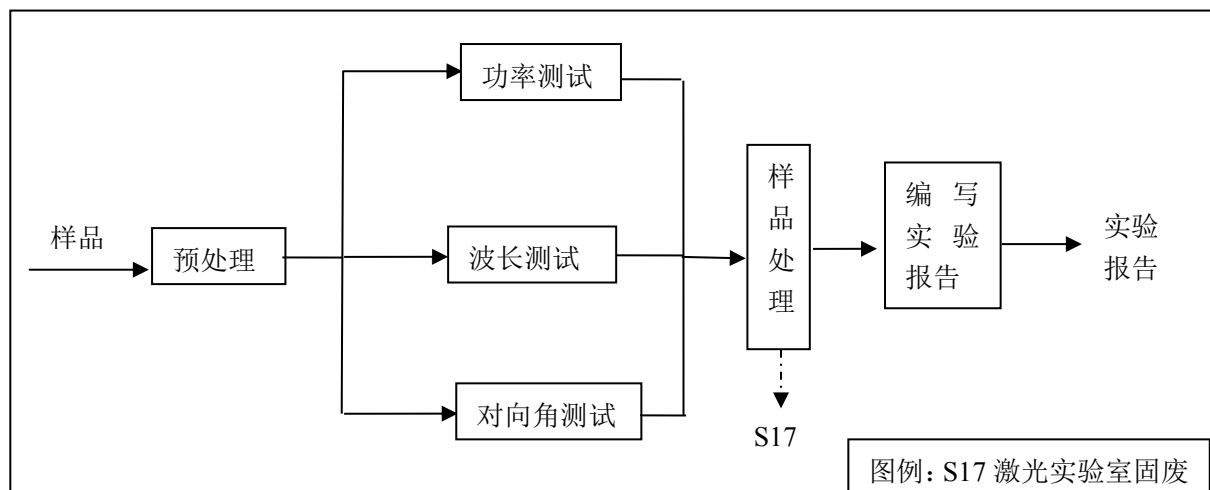 样品
预处理
功率测试
波长测试
对向角测试
样
品
处
理
S17
编写
实验
报告
实验
报告
图例：S17 激光实验室固废